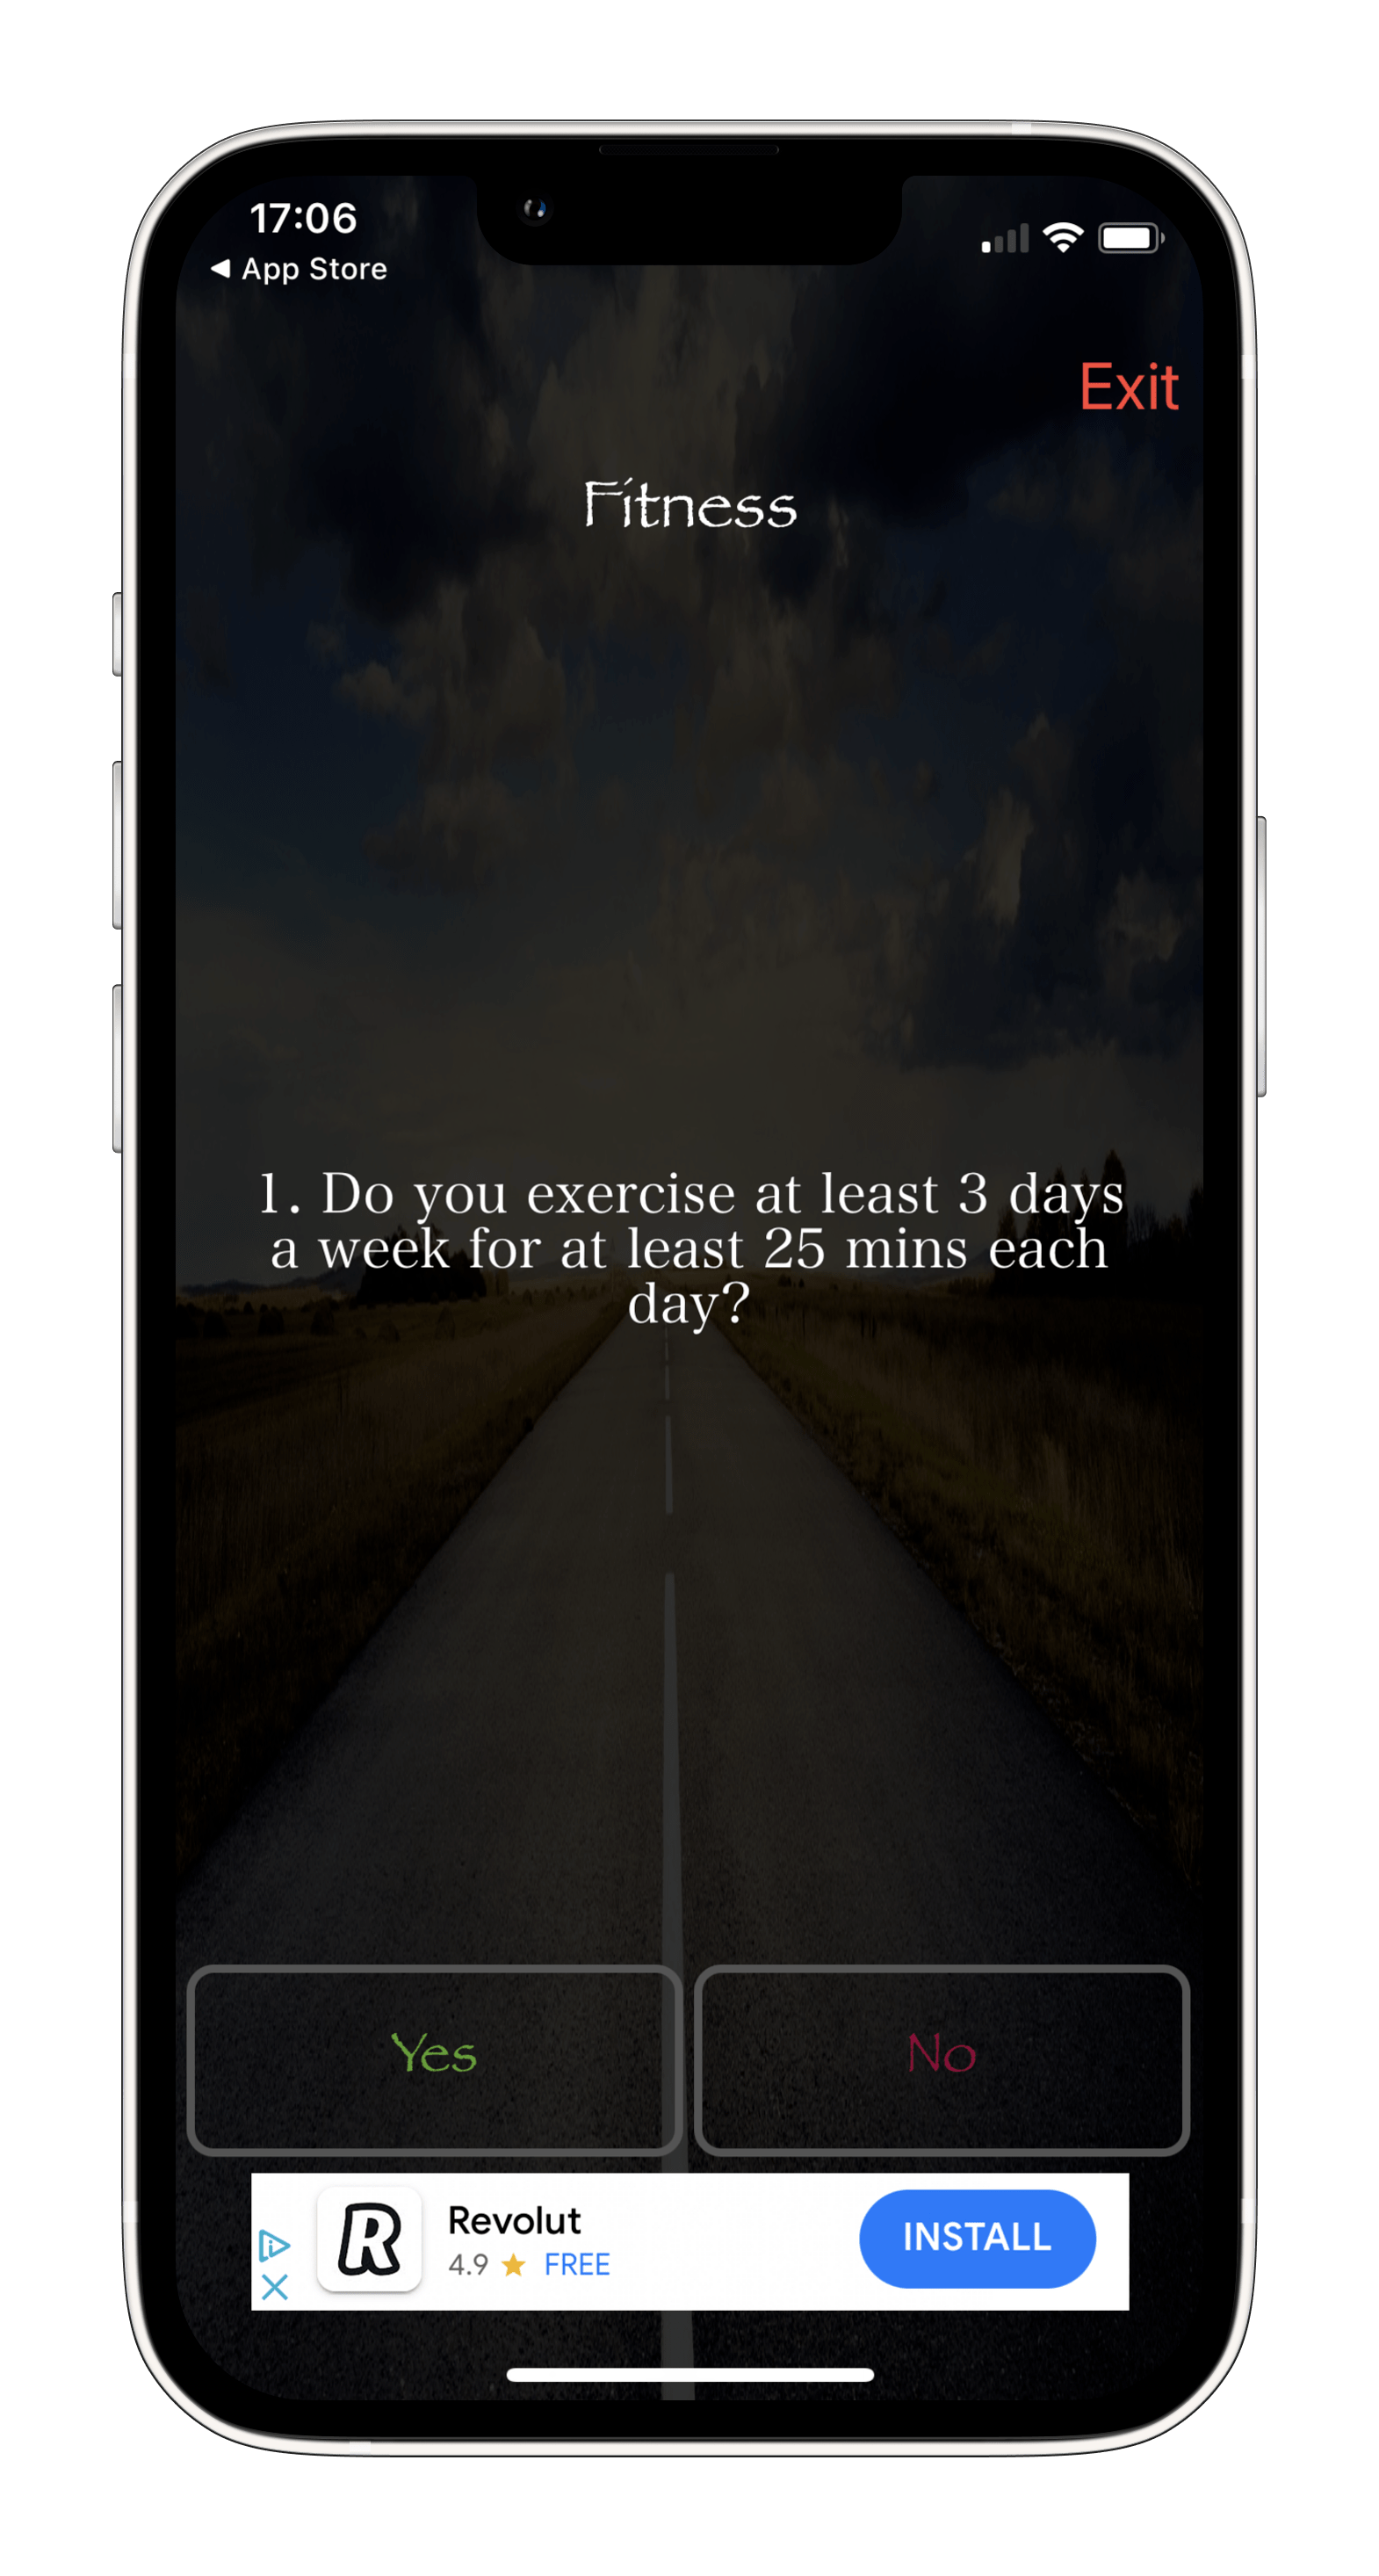 17:06
◀ App Store
Exit
Fitness
1. Do you exercise at least 3 days
a week for at least 25 mins each
day?
Yes
No
R
Revolut
4.9 ★ FREE
INSTALL